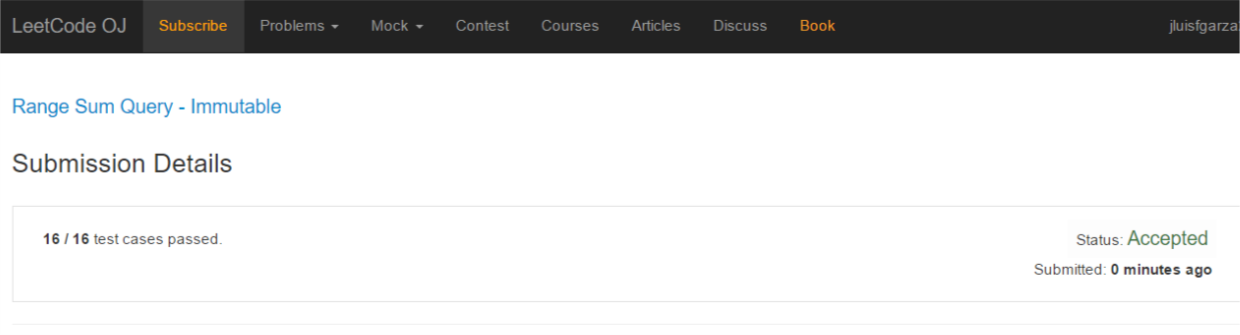 LeetCode OJ Subscribe Problems Mock Contest Courses Articles Discuss Book jluisfgarza
Range Sum Query - Immutable
Submission Details
16 / 16 test cases passed. Status: Accepted
Submitted: 0 minutes ago